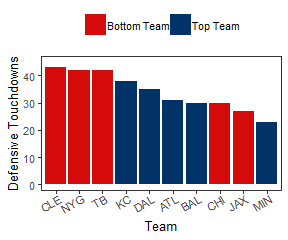 Bottom Team Top Team
Defensive Touchdowns
40
30
20
10
0
CLE NYG TB KC DAL ATL BAL CHI JAX MIN
Team